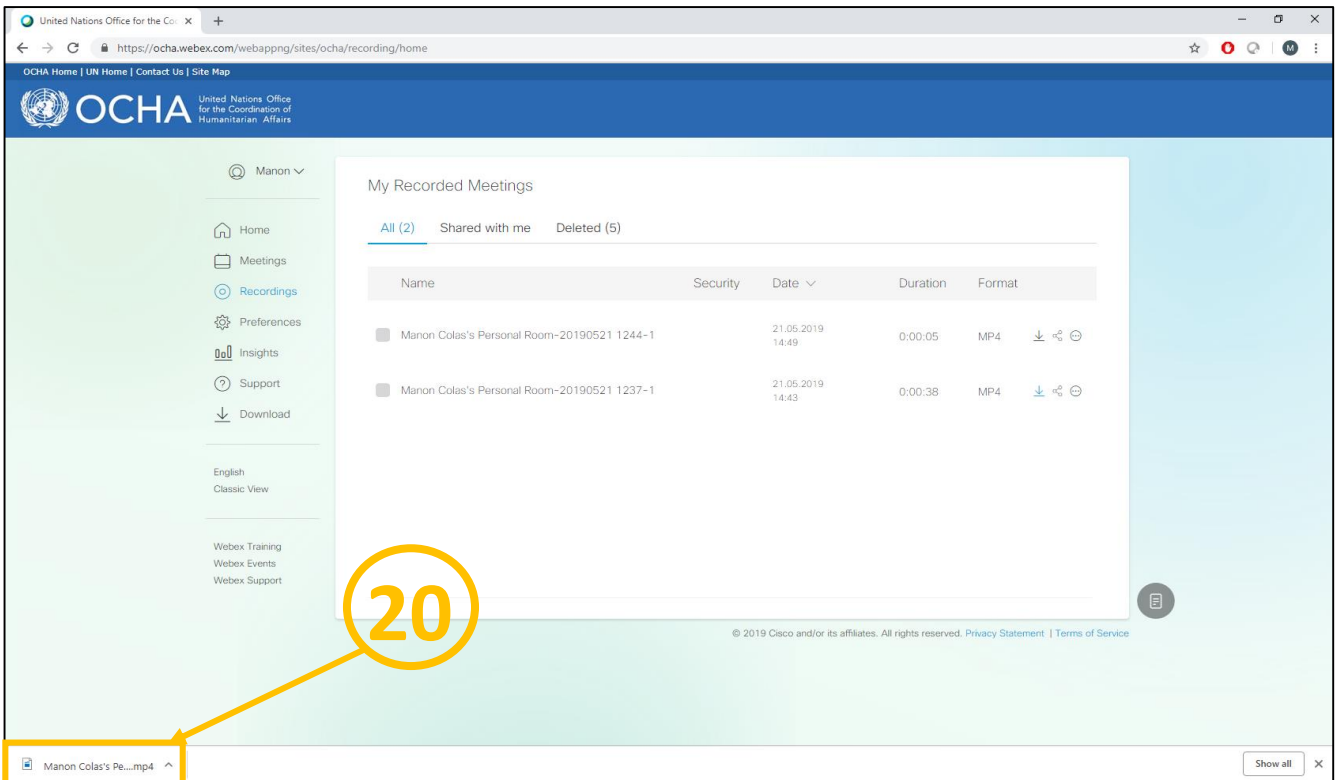 United Nations Office for the Co
https://ocha.webex.com/webappng/sites/ocha/recording/home
M
OCHA Home | UN Home | Contact Us | Site Map
OCHA
United Nations Office
for the Coordination of
Humanitarian Affairs
Manon
Home
Meetings
Recordings
Preferences
Insights
Support
Download
English
Classic View
Webex Training
Webex Events
Webex Support
My Recorded Meetings
All (2) Shared with me Deleted (5)
Name Security Date Duration Format
Manon Colas's Personal Room-20190521 1244-1 21.05.2019 14:49 0:00:05 MP4
Manon Colas's Personal Room-20190521 1237-1 21.05.2019 14:43 0:00:38 MP4
20
© 2019 Cisco and/or its affiliates. All rights reserved. Privacy Statement | Terms of Service
Manon Colas's Pe....mp4
Show all